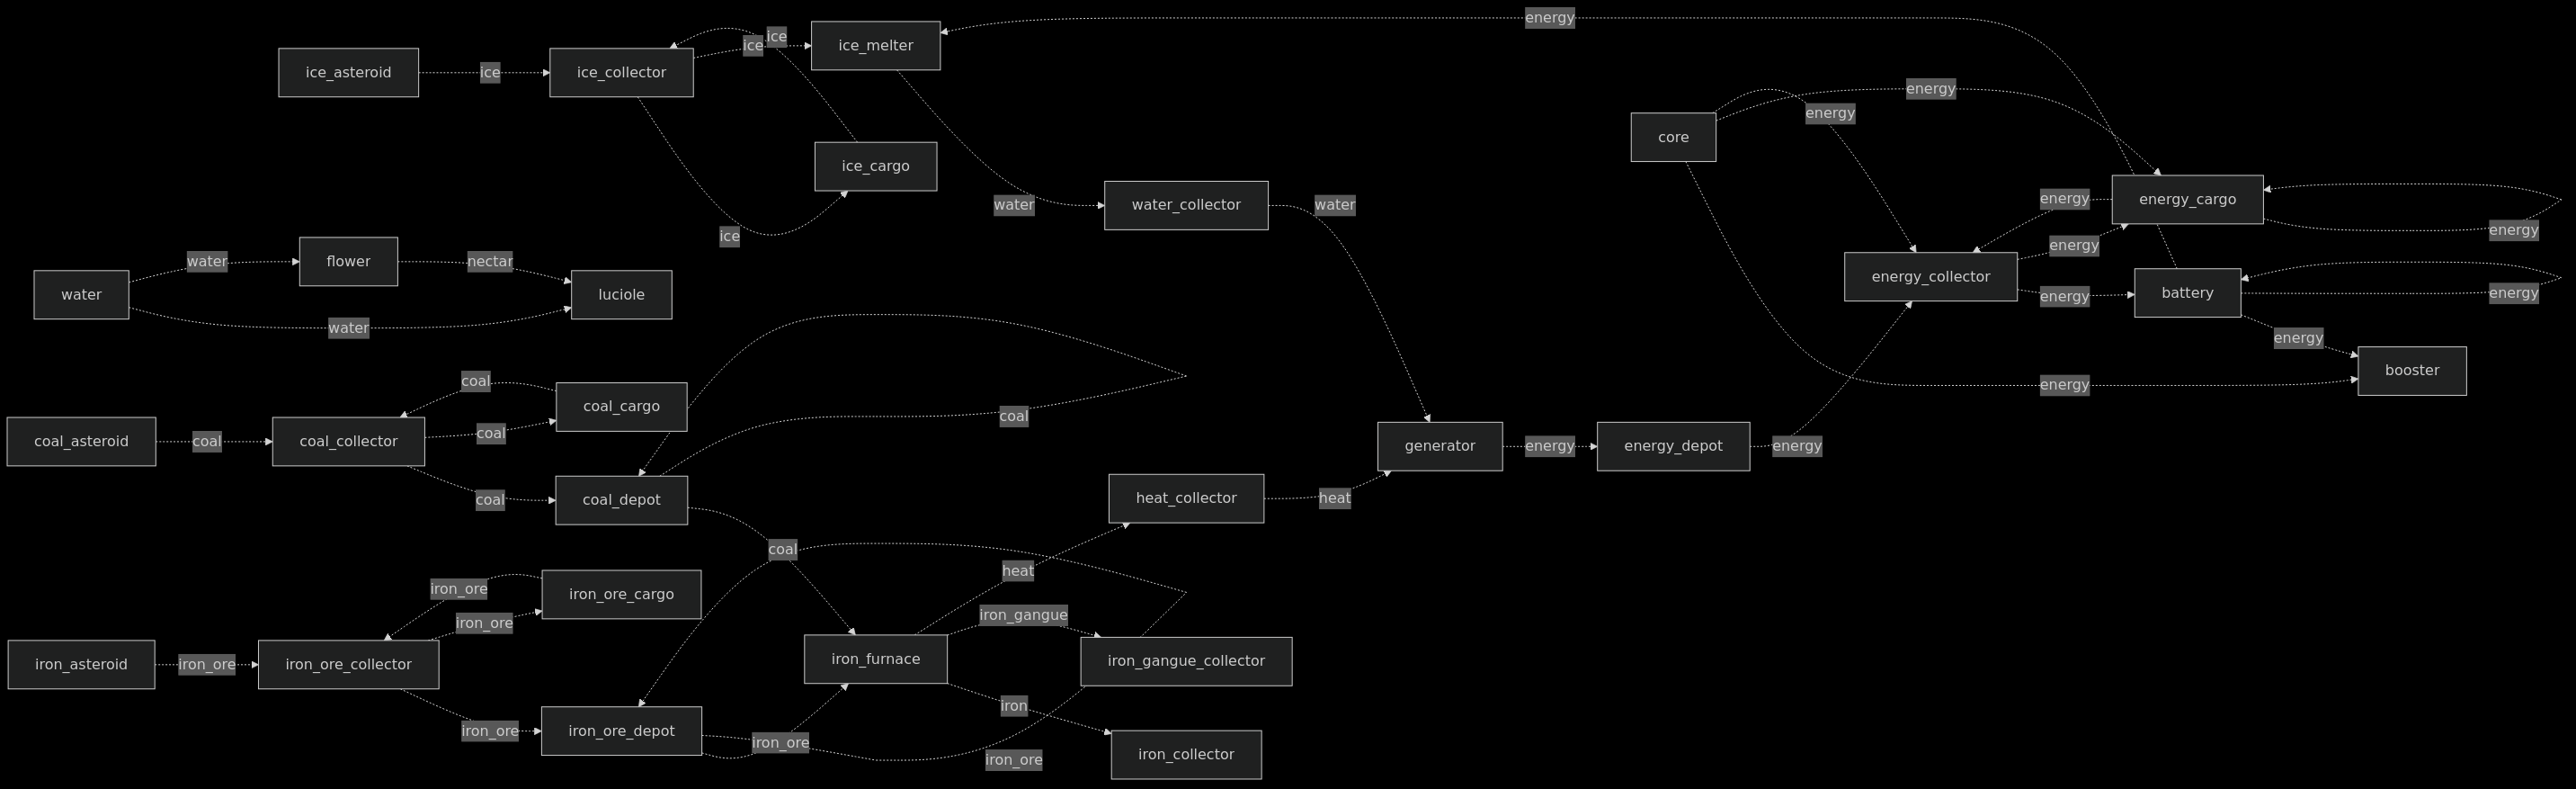 energy
ice_asteroid
ice
ice_collector
ice
ice
ice_melter
ice_cargo
ice
water
water_collector
water
core
energy
energy
energy_cargo
energy
energy
energy
energy_collector
energy
battery
energy
energy
booster
energy
water
water
flower
nectar
luciole
water
coal_asteroid
coal
coal_collector
coal
coal
coal_cargo
coal
coal_depot
coal
coal
heat_collector
heat
generator
energy
energy_depot
energy
iron_asteroid
iron_ore
iron_ore_collector
iron_ore
iron_ore
iron_ore_cargo
iron_ore
iron_ore_depot
iron_ore
iron_ore
iron_furnace
heat
iron_gangue
iron_gangue_collector
iron
iron_collector